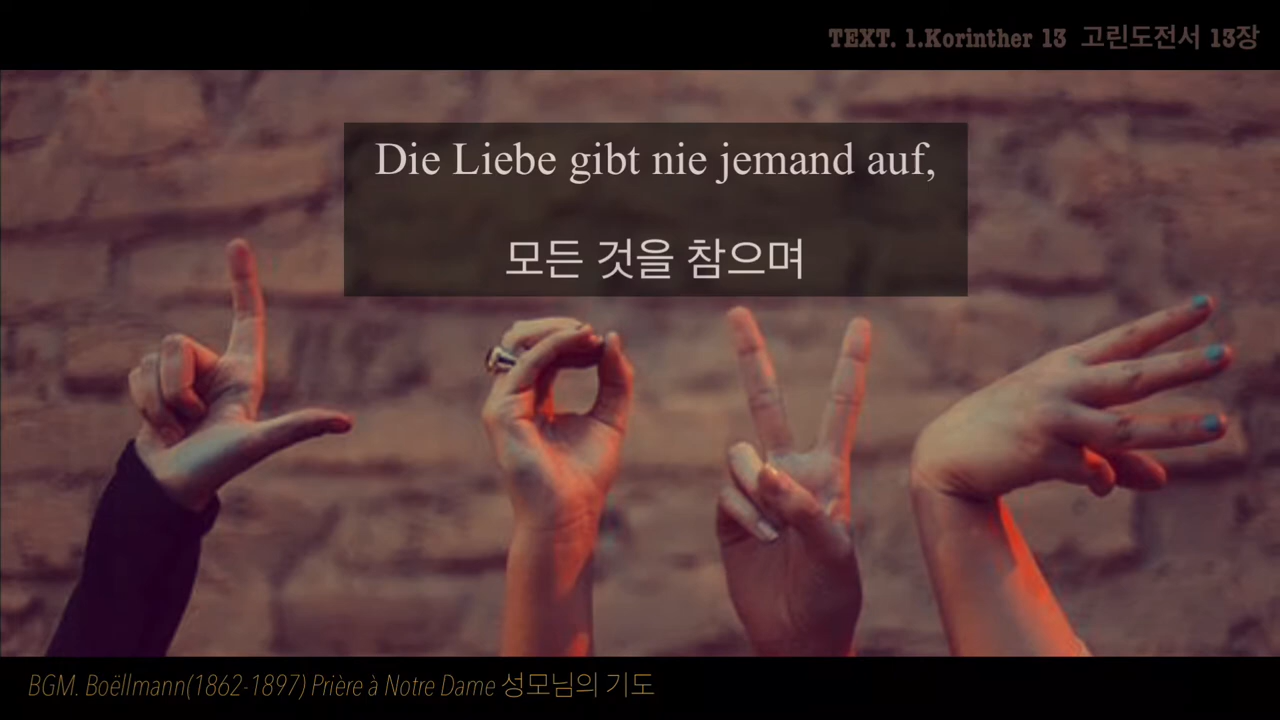 TEXT. 1.Korinther 13 고린도전서 13장
Die Liebe gibt nie jemand auf,
모든 것을 참으며
BGM. Boëllmann(1862-1897) Prière à Notre Dame 성모님의 기도